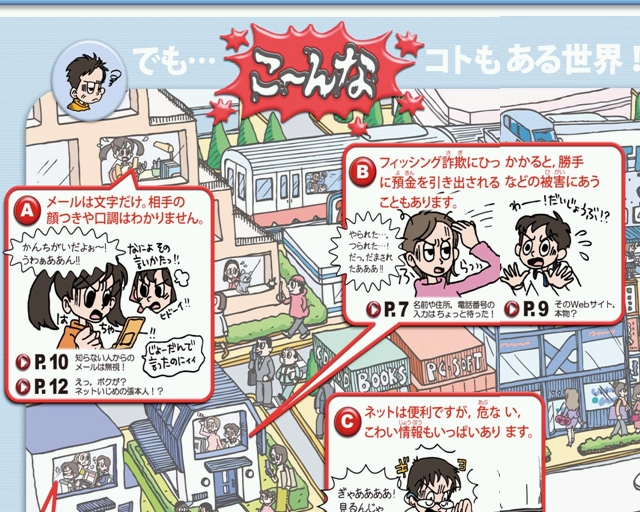 でも… こ〜んな コトも ある世界！
A
メールは文字だけ。相手の
顔つきや口調はわかりません。
かんちがいだよぉ〜！
うわぁああん!!
なによ その
言いかたっ!!
ヒドーイ!!
じょーだんで
言ったのにィィ
P.10 知らない人からの
メールは無視！
P.12 えっ、ボクが？
ネットいじめの張本人！？
B
フィッシング詐欺にひっ かかると，勝手
に預金を引き出される などの被害にあう
こともあります。
やられた…、
つられた…！
だっ、だまされ
たあああ!!
わー！だいじょうぶ!?
P.7 名前や住所，電話番号の
入力は ちょっと待った！
P.9 そのWebサイト，
本物？
BOOKS
PC SOFT
C
ネットは便利ですが，危な い，
こわい情報もいっぱいあり ます。
ぎゃああああ！
見るんじゃ